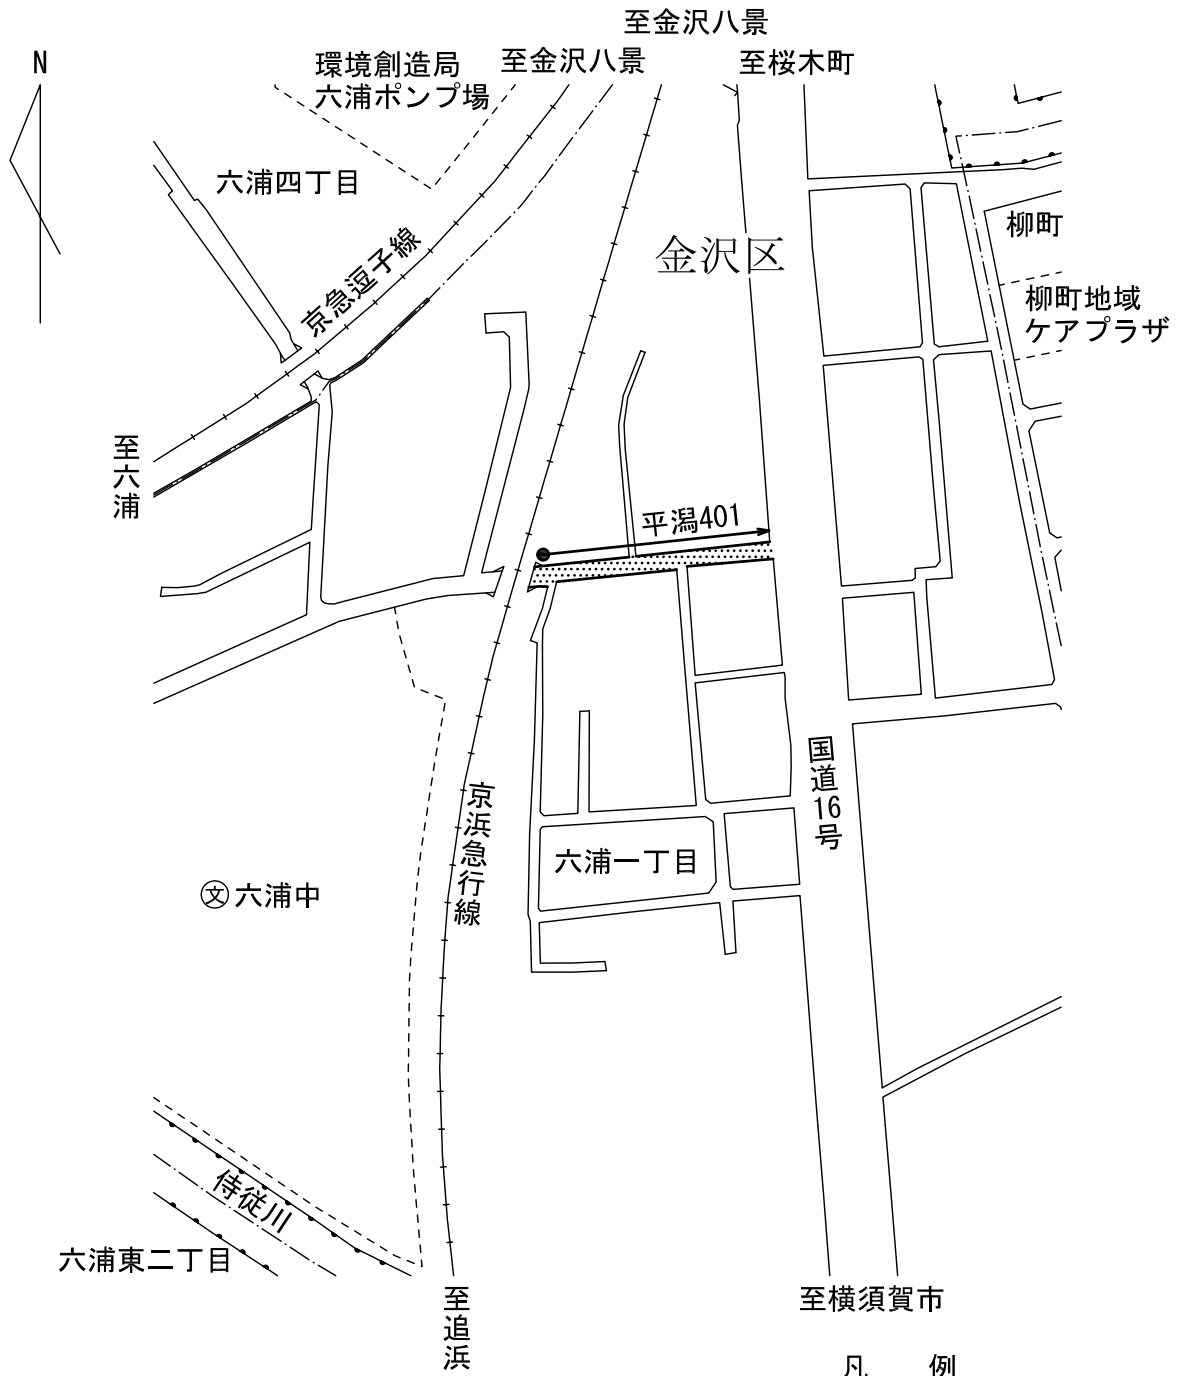 至金沢八景
N
環境創造局
六浦ポンプ場
至金沢八景
至桜木町
六浦四丁目
金沢区
柳町
京急逗子線
柳町地域
ケアプラザ
至六浦
平潟401
国道16号
京浜急行線
六浦一丁目
文 六浦中
侍従川
六浦東二丁目
至追浜
至横須賀市
凡 例